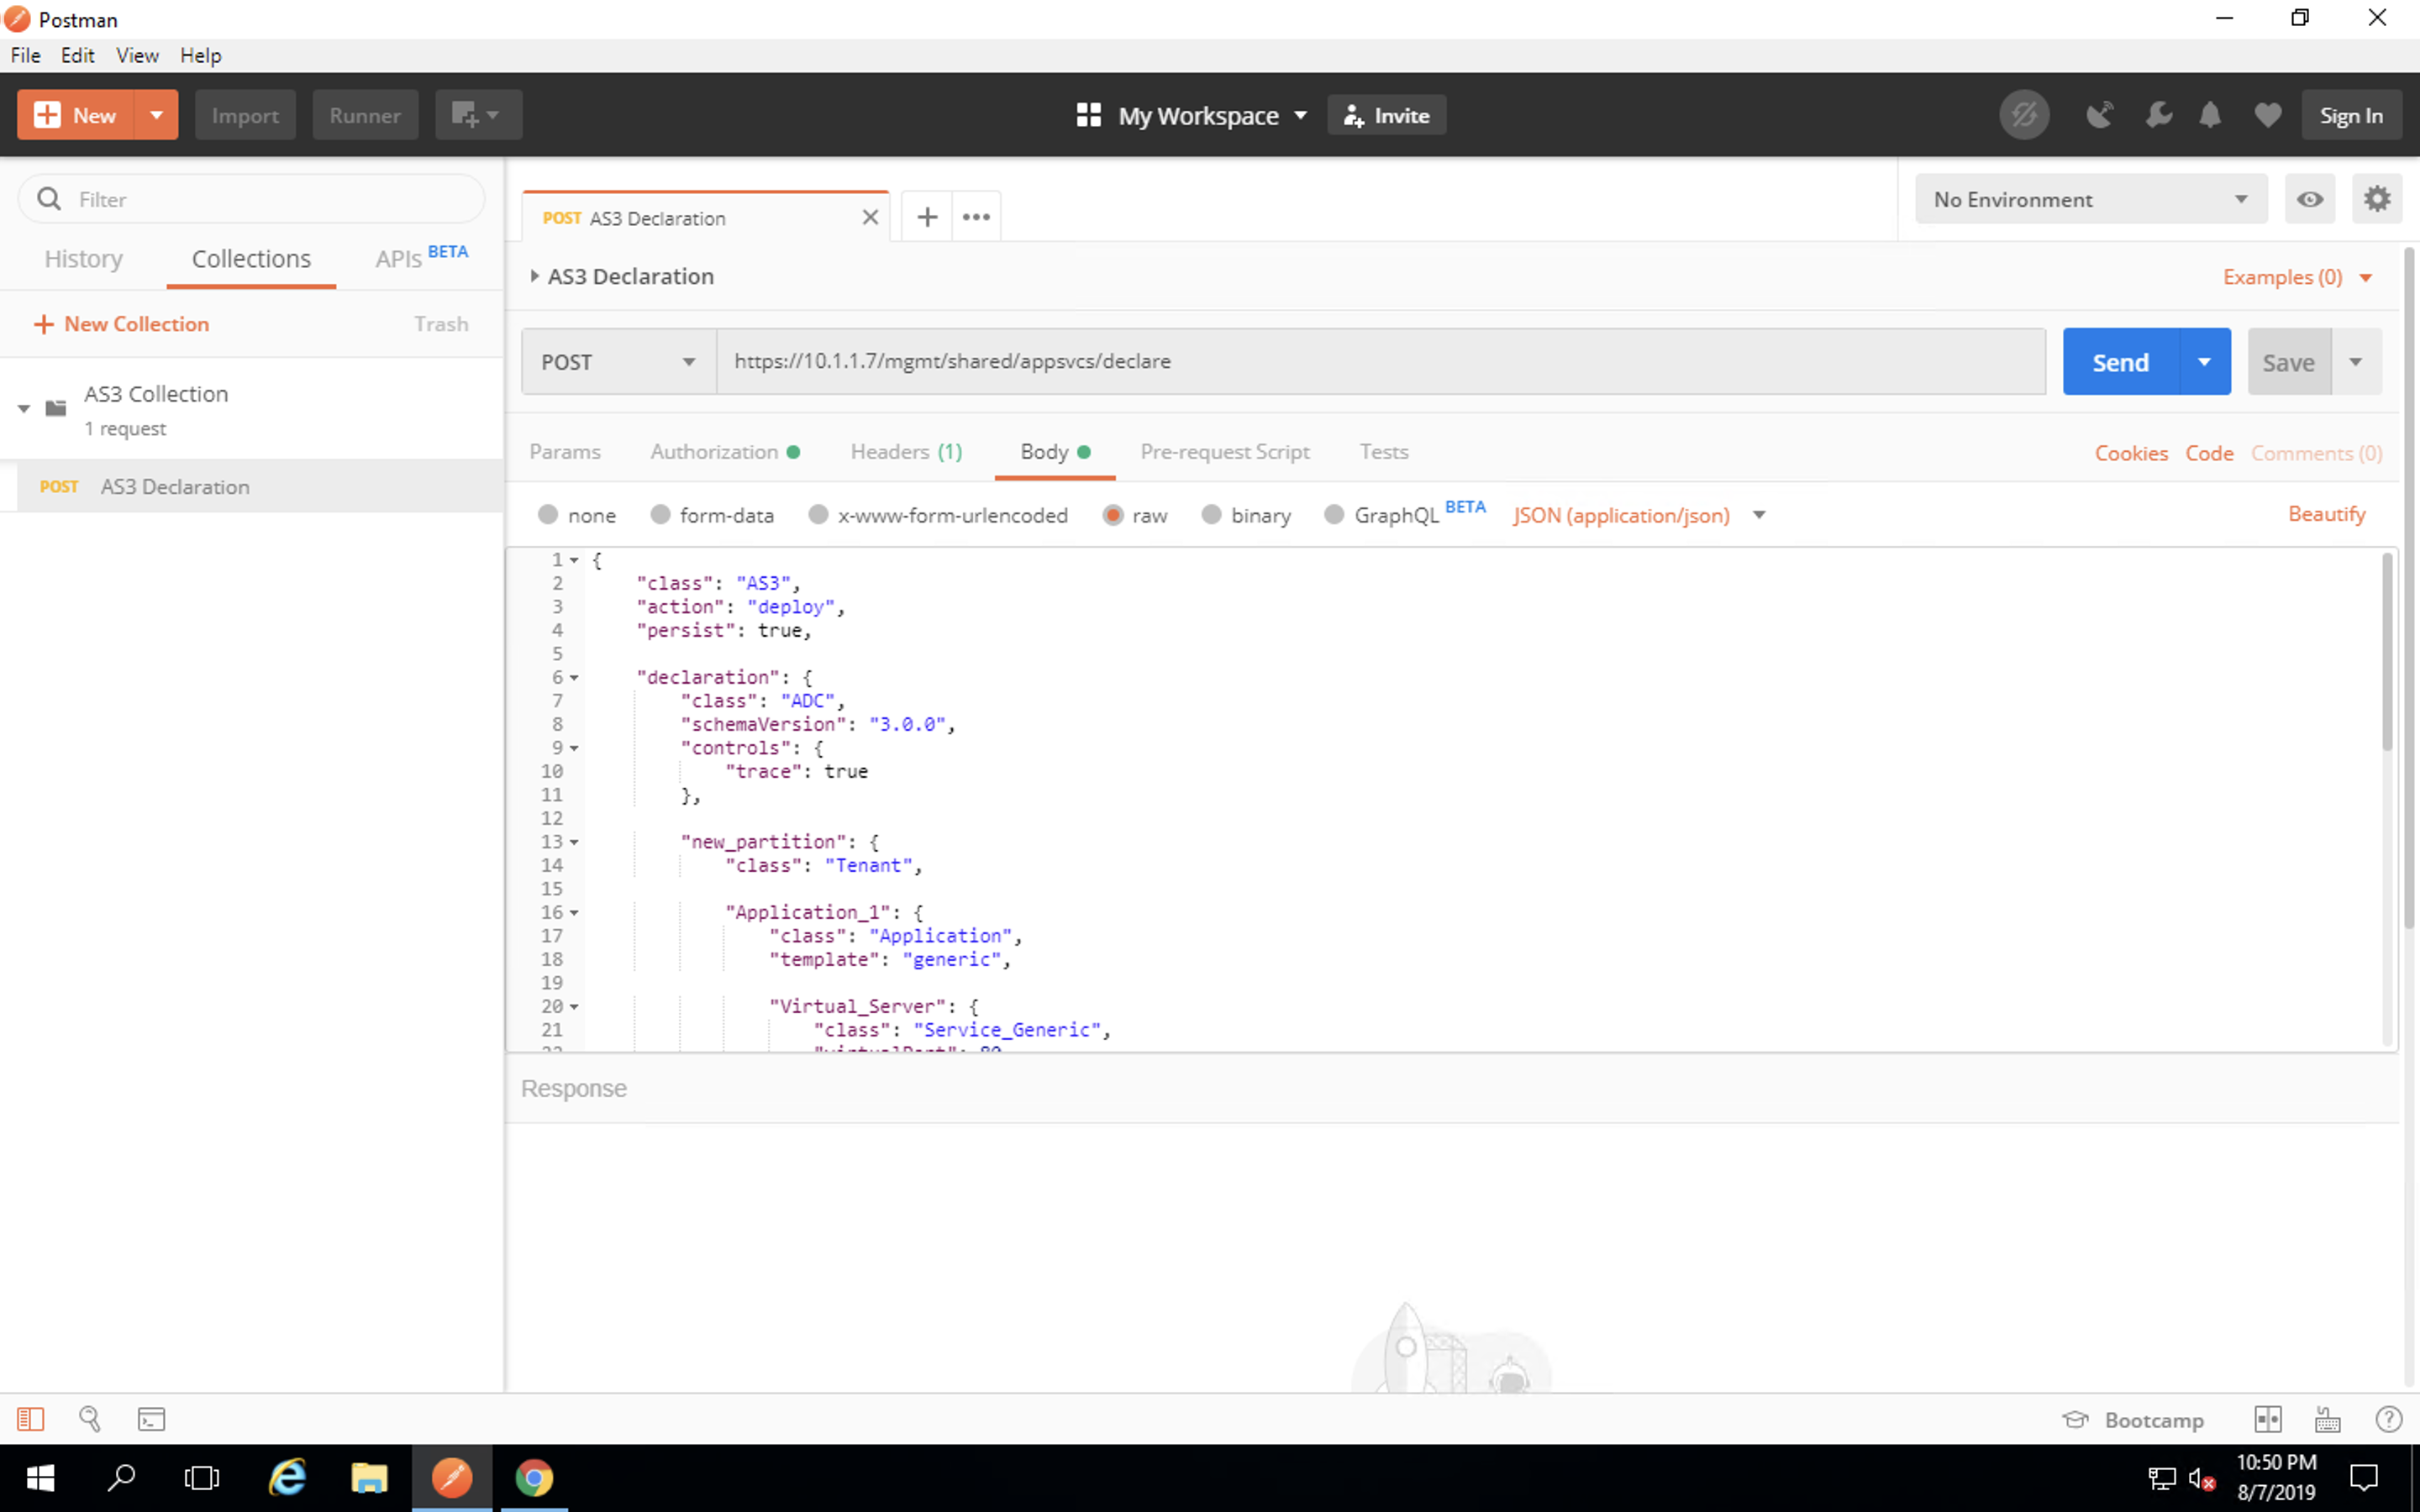 Postman
File Edit View Help
New Import Runner My Workspace Invite Sign In
Filter
History Collections APIs BETA
+ New Collection Trash
AS3 Collection
1 request
POST AS3 Declaration
POST AS3 Declaration
No Environment
AS3 Declaration
Examples (0)
POST https://10.1.1.7/mgmt/shared/appsvcs/declare Send Save
Params Authorization Headers (1) Body Pre-request Script Tests Cookies Code Comments (0)
none form-data x-www-form-urlencoded raw binary GraphQL BETA JSON (application/json) Beautify
1 {
2 "class": "AS3",
3 "action": "deploy",
4 "persist": true,
5
6 "declaration": {
7 "class": "ADC",
8 "schemaVersion": "3.0.0",
9 "controls": {
10 "trace": true
11 },
12
13 "new_partition": {
14 "class": "Tenant",
15
16 "Application_1": {
17 "class": "Application",
18 "template": "generic",
19
20 "Virtual_Server": {
21 "class": "Service_Generic",
Response
Bootcamp
10:50 PM
8/7/2019